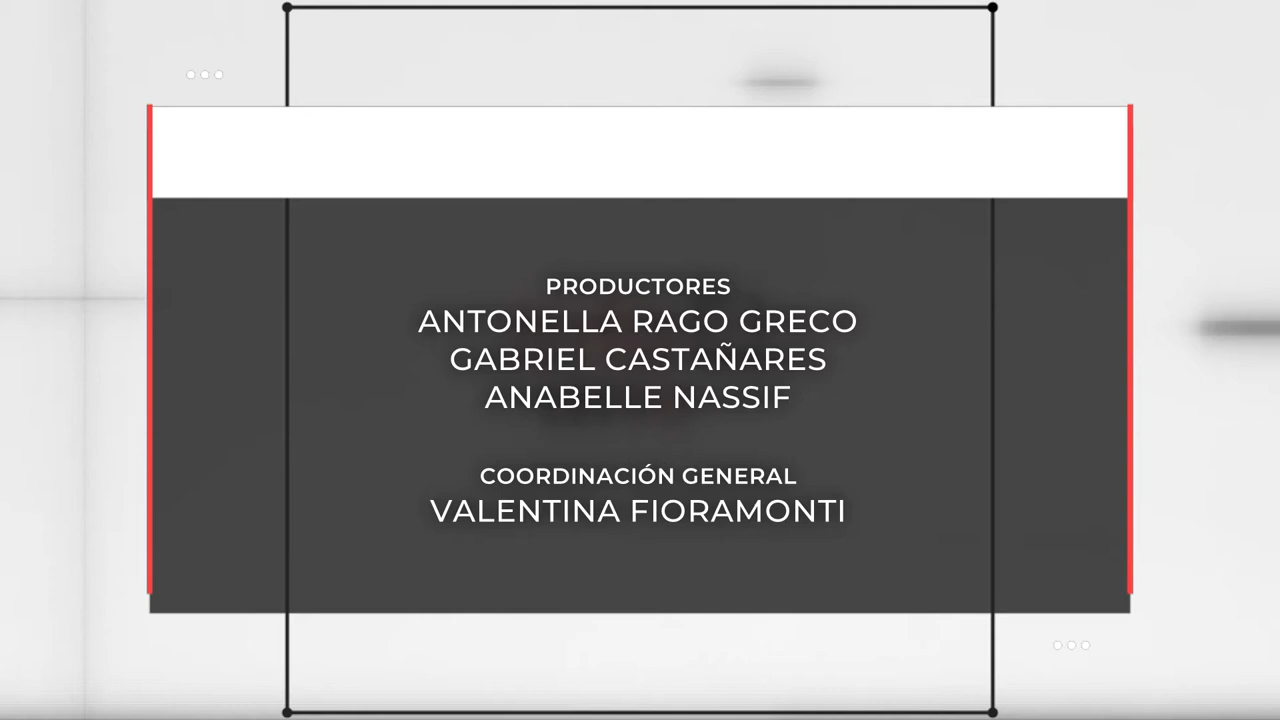 PRODUCTORES
ANTONELLA RAGO GRECO
GABRIEL CASTAÑARES
ANABELLE NASSIF
COORDINACIÓN GENERAL
VALENTINA FIORAMONTI